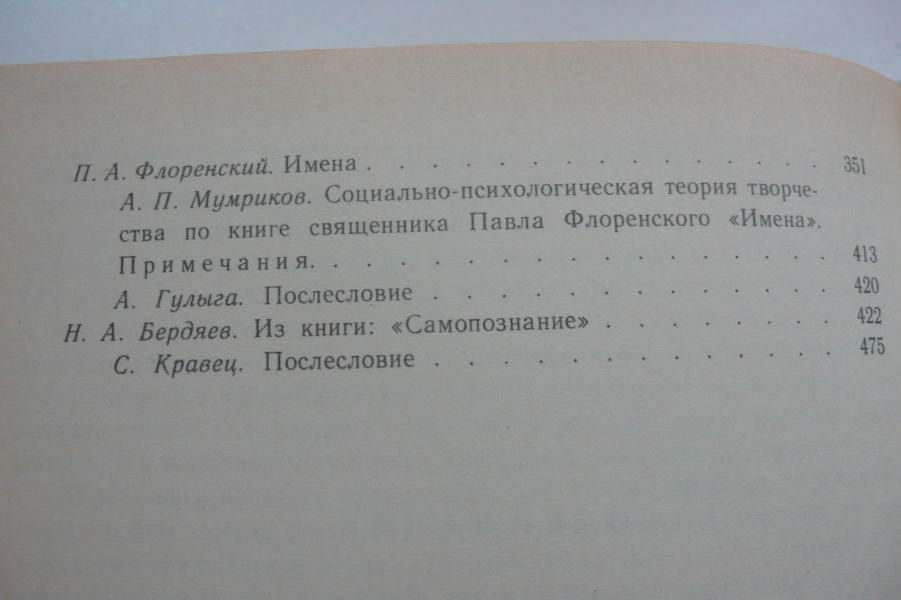 П. А. Флоренский. Имена . . . . . . . . . . . . . . 351
А. П. Мумриков. Социально-психологическая теория творче-
ства по книге священника Павла Флоренского «Имена».
Примечания. . . . . . . . . . . . . . . . 413
А. Гулыга. Послесловие . . . . . . . . . . . . 420
Н. А. Бердяев. Из книги: «Самопознание» . . . . . . . 422
С. Кравец. Послесловие . . . . . . . . . . . . 475